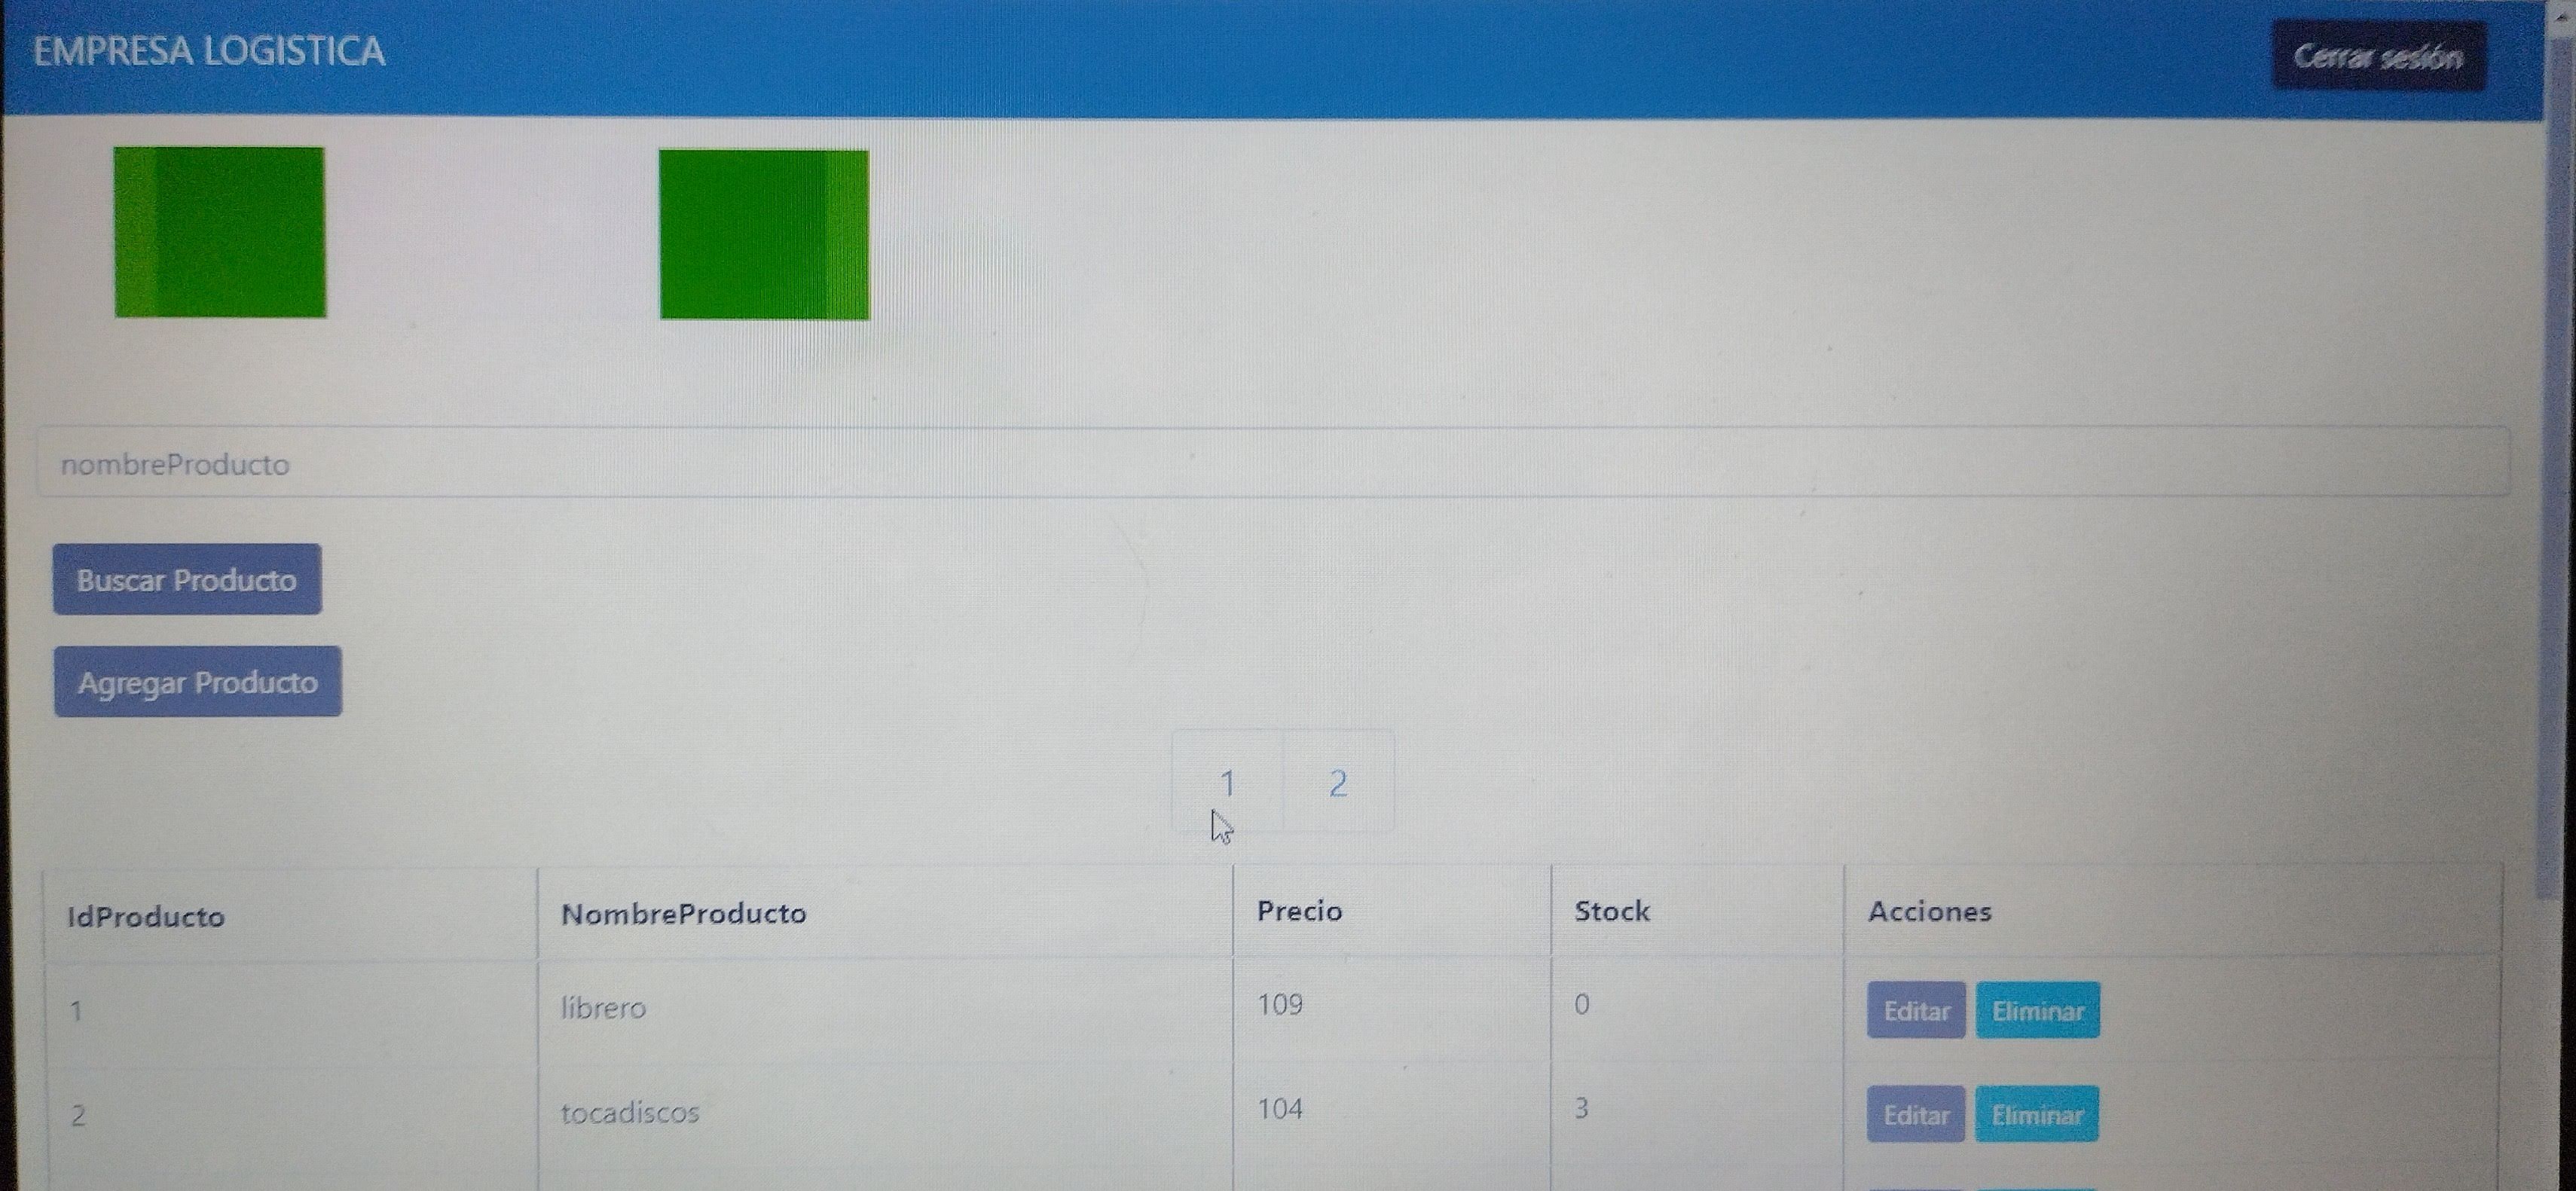 EMPRESA LOGISTICA
Cerrar sesión
nombreProducto
Buscar Producto
Agregar Producto
1 2
IdProducto NombreProducto Precio Stock Acciones
1 librero 109 0 Editar Eliminar
2 tocadiscos 104 3 Editar Eliminar